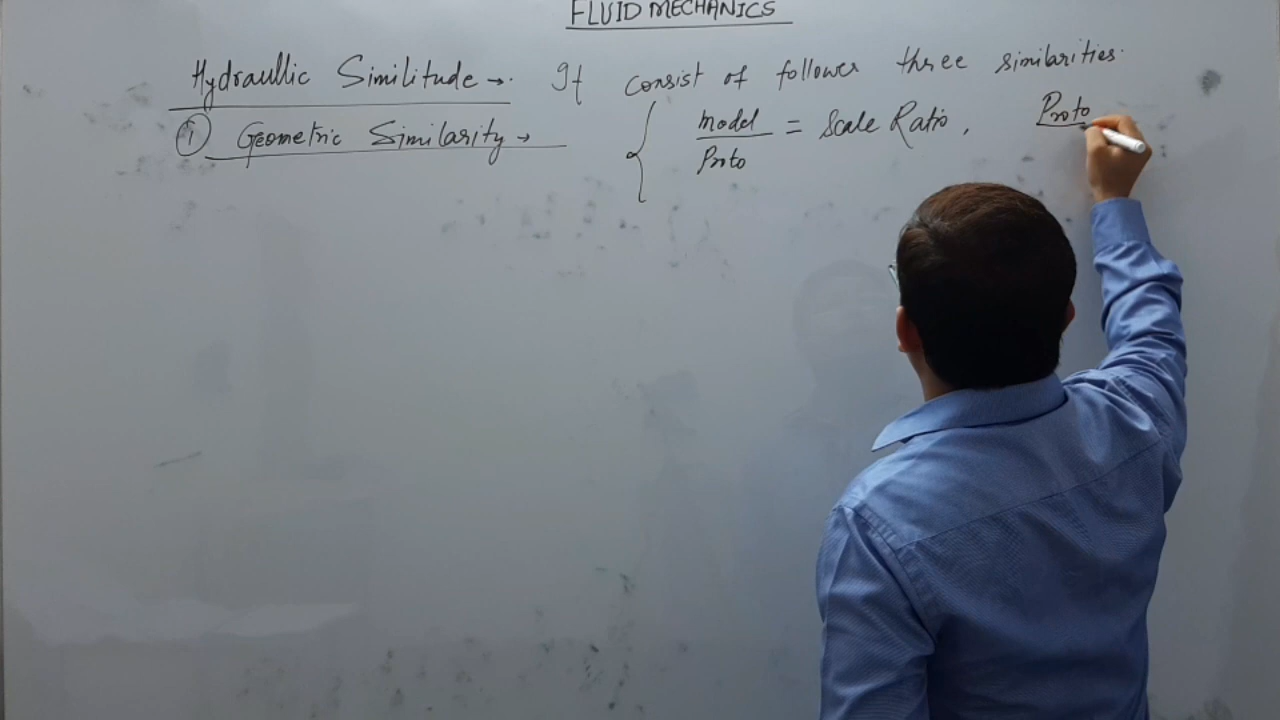 FLUID MECHANICS
Hydraullic Similitude →. It consist of follower three similarities.
① Geometric Similarity → { model / Proto = Scale Ratio, Proto